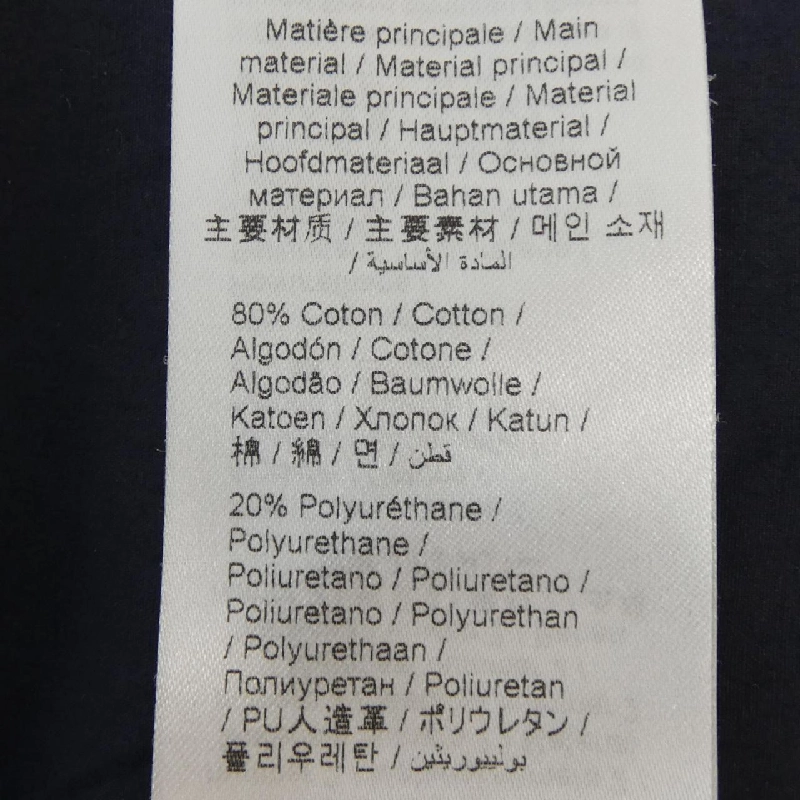 Matière principale / Main
material / Material principal /
Materiale principale / Material
principal / Hauptmaterial /
Hoofdmateriaal / Основной
материал / Bahan utama /
主要材质 / 主要素材 / 메인 소재
/ المادة الأساسية
80% Coton / Cotton /
Algodón / Cotone /
Algodão / Baumwolle /
Katoen / Хлопок / Katun /
棉 / 綿 / 면 / قطن
20% Polyuréthane /
Polyurethane /
Poliuretano / Poliuretano /
Poliuretano / Polyurethan
/ Polyurethaan /
Полиуретан / Poliuretan
/ PU人造革 / ポリウレタン /
폴리우레탄 / بولييوريثين